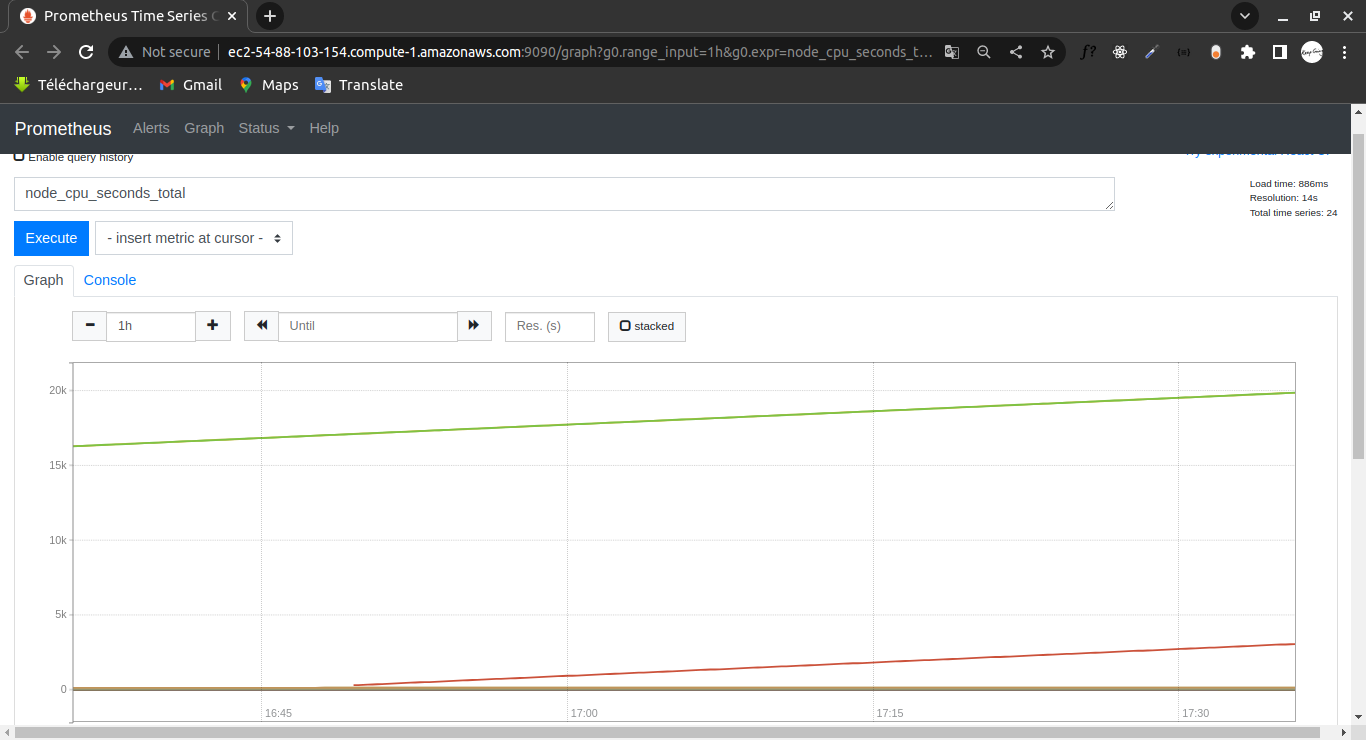 Prometheus Time Series C
Not secure
ec2-54-88-103-154.compute-1.amazonaws.com:9090/graph?g0.range_input=1h&g0.expr=node_cpu_seconds_t...
Téléchargeur...
Gmail
Maps
Translate
Prometheus
Alerts
Graph
Status
Help
Enable query history
node_cpu_seconds_total
Load time: 886ms
Resolution: 14s
Total time series: 24
Execute
- insert metric at cursor -
Graph
Console
1h
Until
Res. (s)
stacked
20k
15k
10k
5k
0
16:45
17:00
17:15
17:30